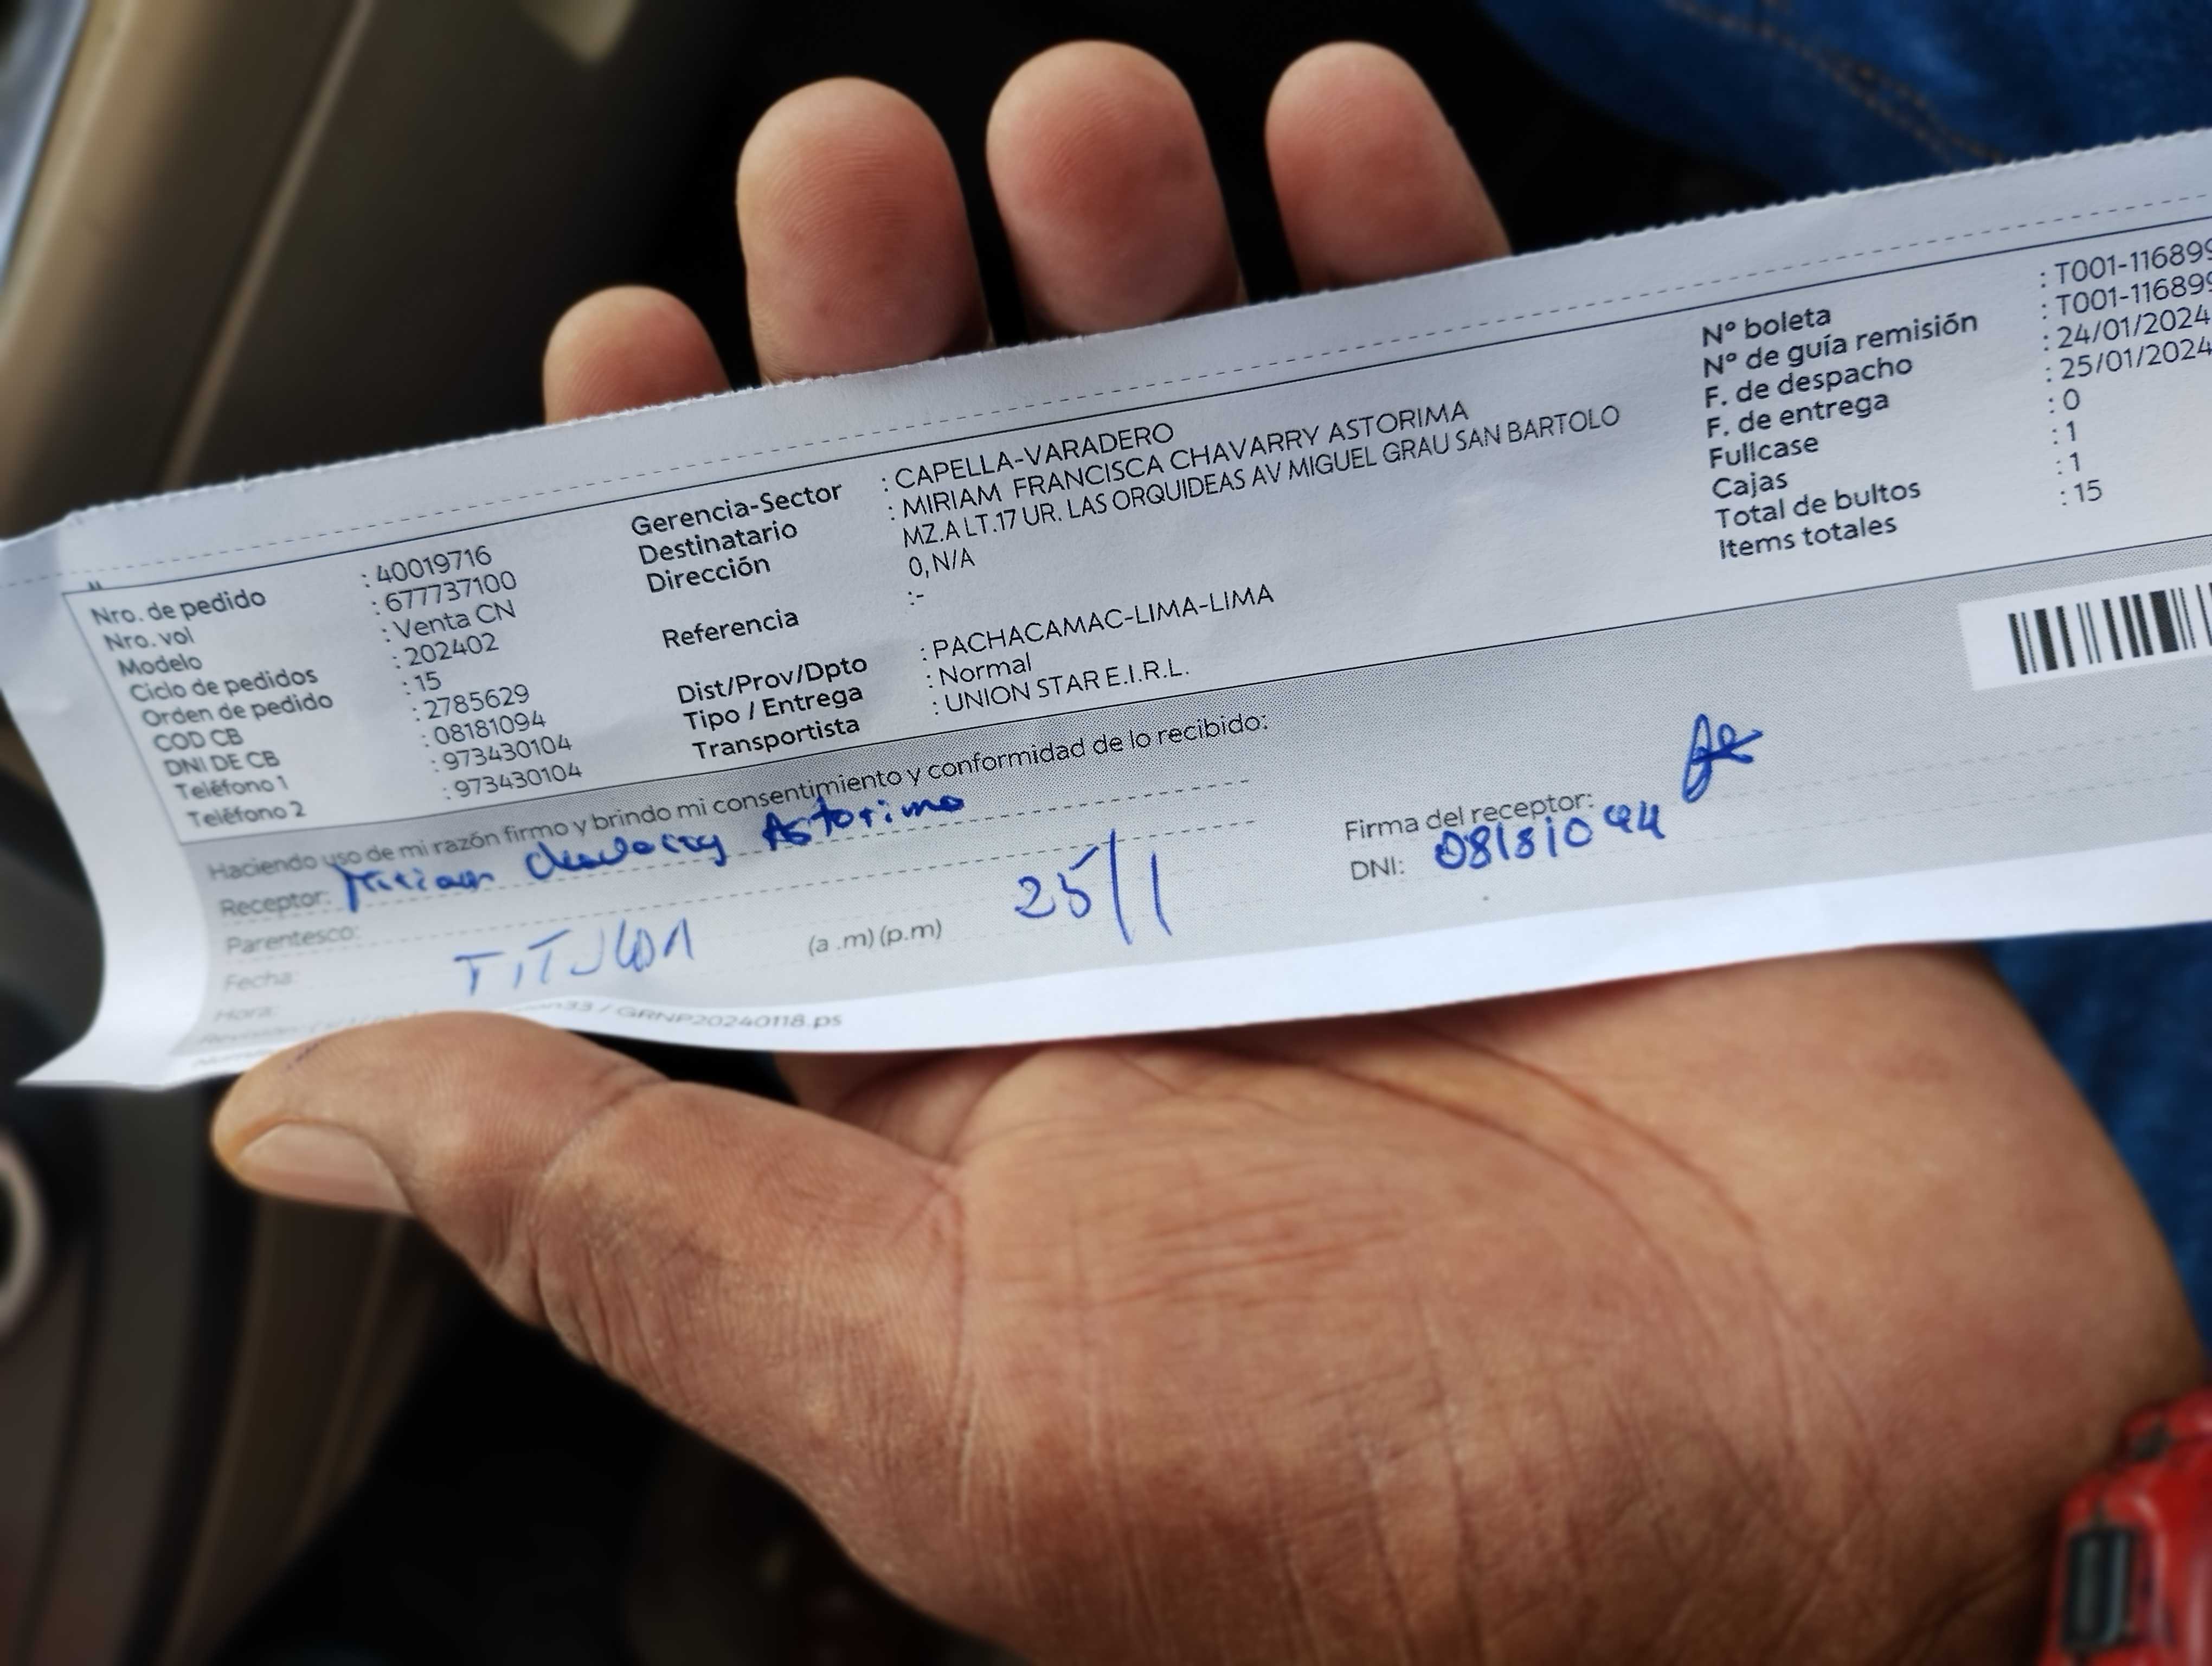 Nro. de pedido : 40019716
Nro. vol : 677737100
Modelo : Venta CN
Ciclo de pedidos : 202402
Orden de pedido : 15
COD CB : 2785629
DNI DE CB : 08181094
Teléfono 1 : 973430104
Teléfono 2 : 973430104
Gerencia-Sector : CAPELLA-VARADERO
Destinatario : MIRIAM FRANCISCA CHAVARRY ASTORIMA
Dirección MZ.A LT.17 UR. LAS ORQUIDEAS AV MIGUEL GRAU SAN BARTOLO
0, N/A
Referencia :-
Dist/Prov/Dpto : PACHACAMAC-LIMA-LIMA
Tipo / Entrega : Normal
Transportista : UNION STAR E.I.R.L.
Nº boleta : T001-116899
Nº de guía remisión : T001-116899
F. de despacho : 24/01/2024
F. de entrega : 25/01/2024
Fullcase : 0
Cajas : 1
Total de bultos : 1
Items totales : 15
Haciendo uso de mi razón firmo y brindo mi consentimiento y conformidad de lo recibido:
Receptor: Miriam Chavarry Astorima
Parentesco:
Fecha: TITULAR (a .m) (p.m) 25/1
Hora:
Firma del receptor:
DNI: 08181094
33 / GRNP20240118.ps